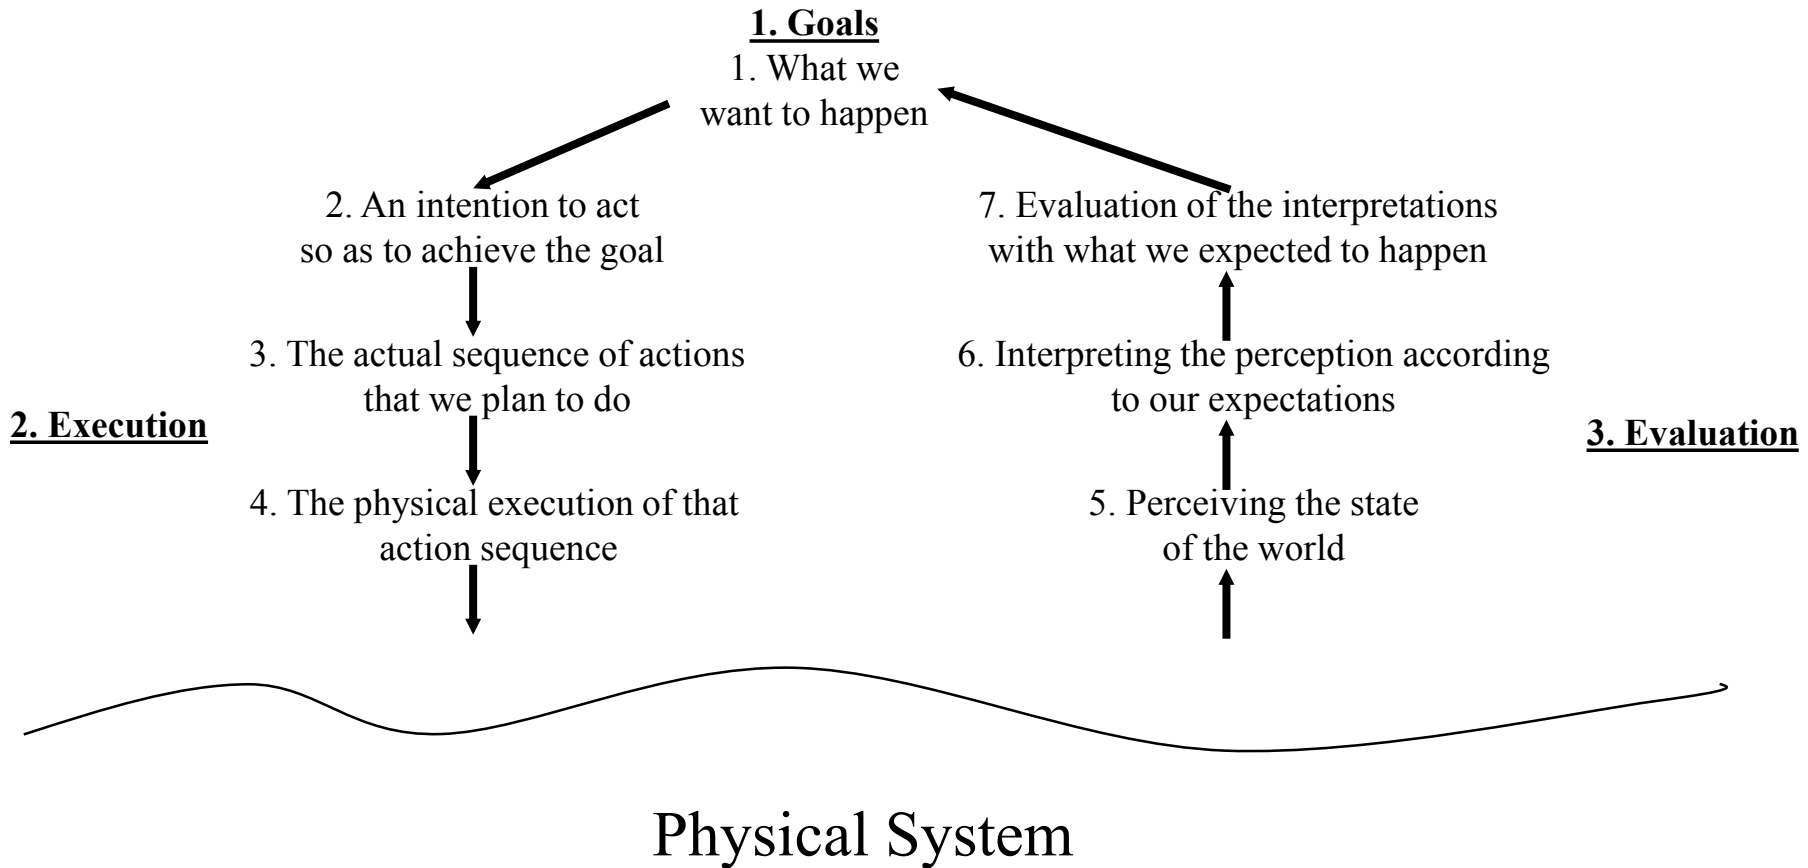 1. Goals
1. What we
want to happen
2. An intention to act
so as to achieve the goal
7. Evaluation of the interpretations
with what we expected to happen
3. The actual sequence of actions
that we plan to do
6. Interpreting the perception according
to our expectations
2. Execution
3. Evaluation
4. The physical execution of that
action sequence
5. Perceiving the state
of the world
Physical System